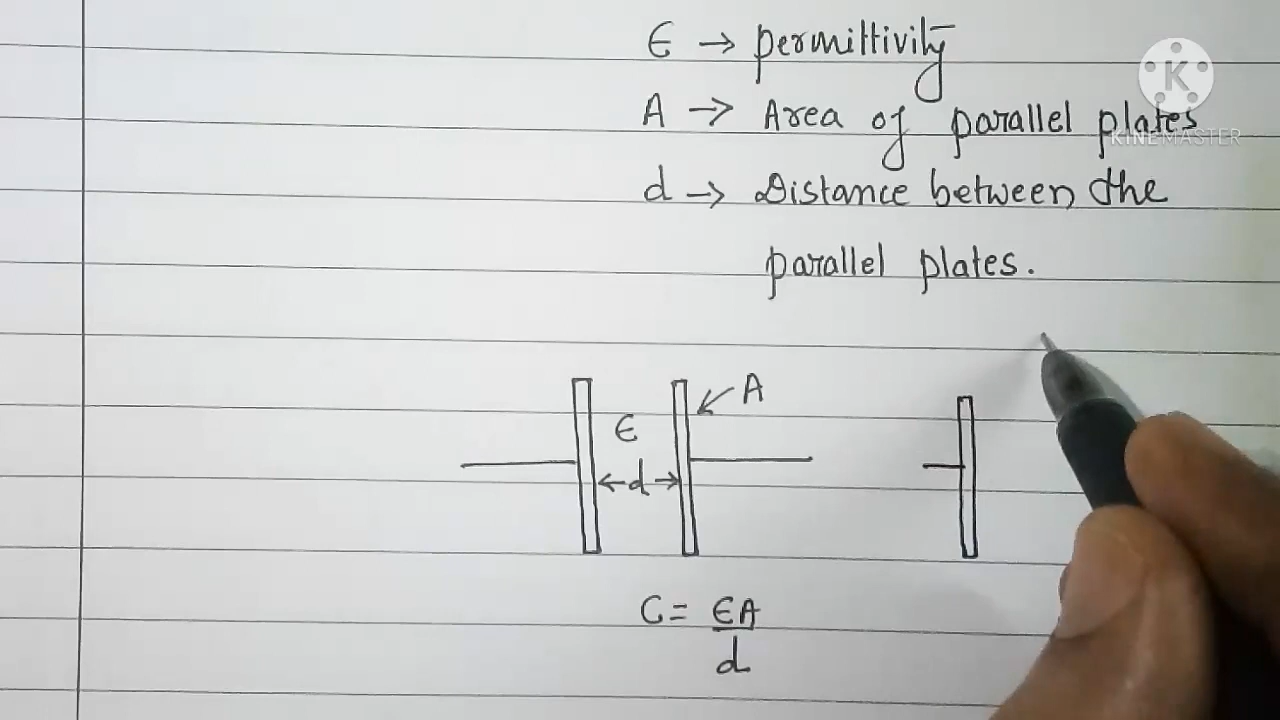 ϵ → permittivity
A → Area of parallel plates
d → Distance between the
parallel plates.
A
ϵ
←d→
C = ϵA
d
K
KINEMASTER